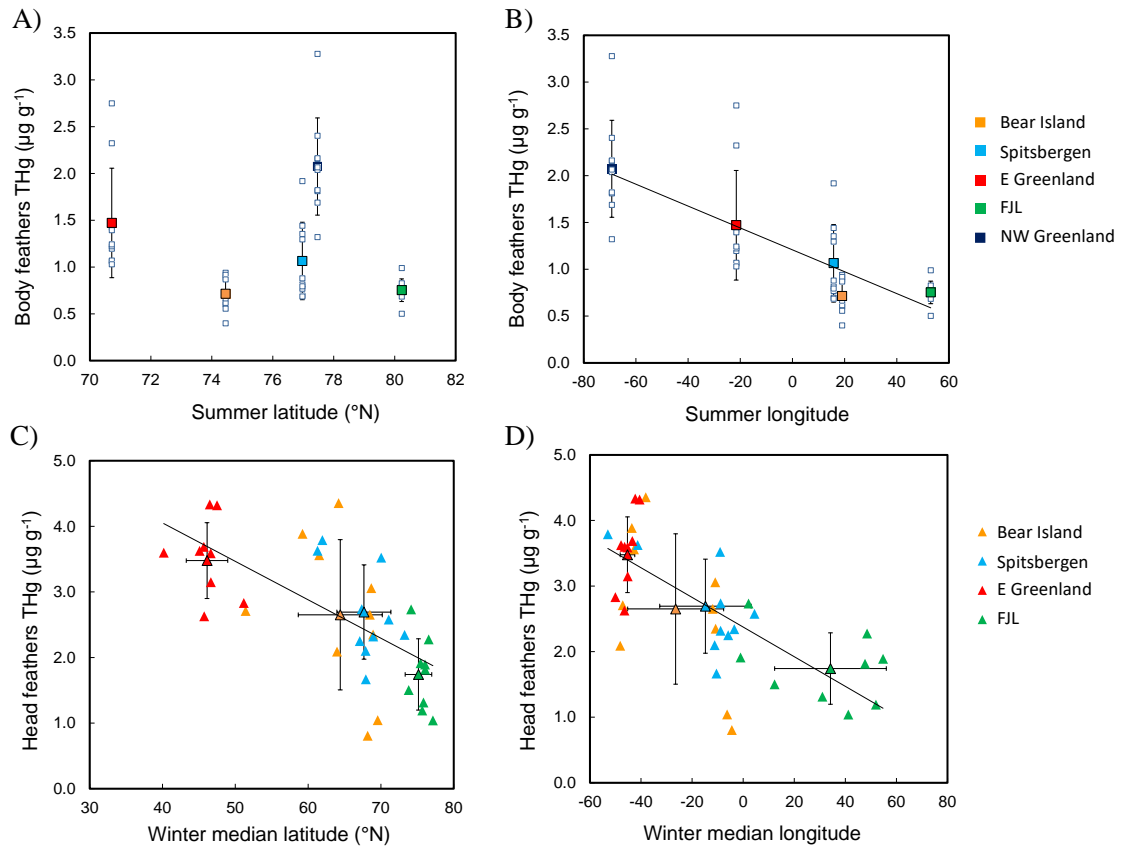 A)
Body feathers THg (µg g⁻¹)
3.5
3.0
2.5
2.0
1.5
1.0
0.5
0.0
70 72 74 76 78 80 82
Summer latitude (°N)
B)
Body feathers THg (µg g⁻¹)
3.5
3.0
2.5
2.0
1.5
1.0
0.5
0.0
-80 -60 -40 -20 0 20 40 60
Summer longitude
Bear Island
Spitsbergen
E Greenland
FJL
NW Greenland
C)
Head feathers THg (µg g⁻¹)
5.0
4.0
3.0
2.0
1.0
0.0
30 40 50 60 70 80
Winter median latitude (°N)
D)
Head feathers THg (µg g⁻¹)
5.0
4.0
3.0
2.0
1.0
0.0
-60 -40 -20 0 20 40 60 80
Winter median longitude
Bear Island
Spitsbergen
E Greenland
FJL